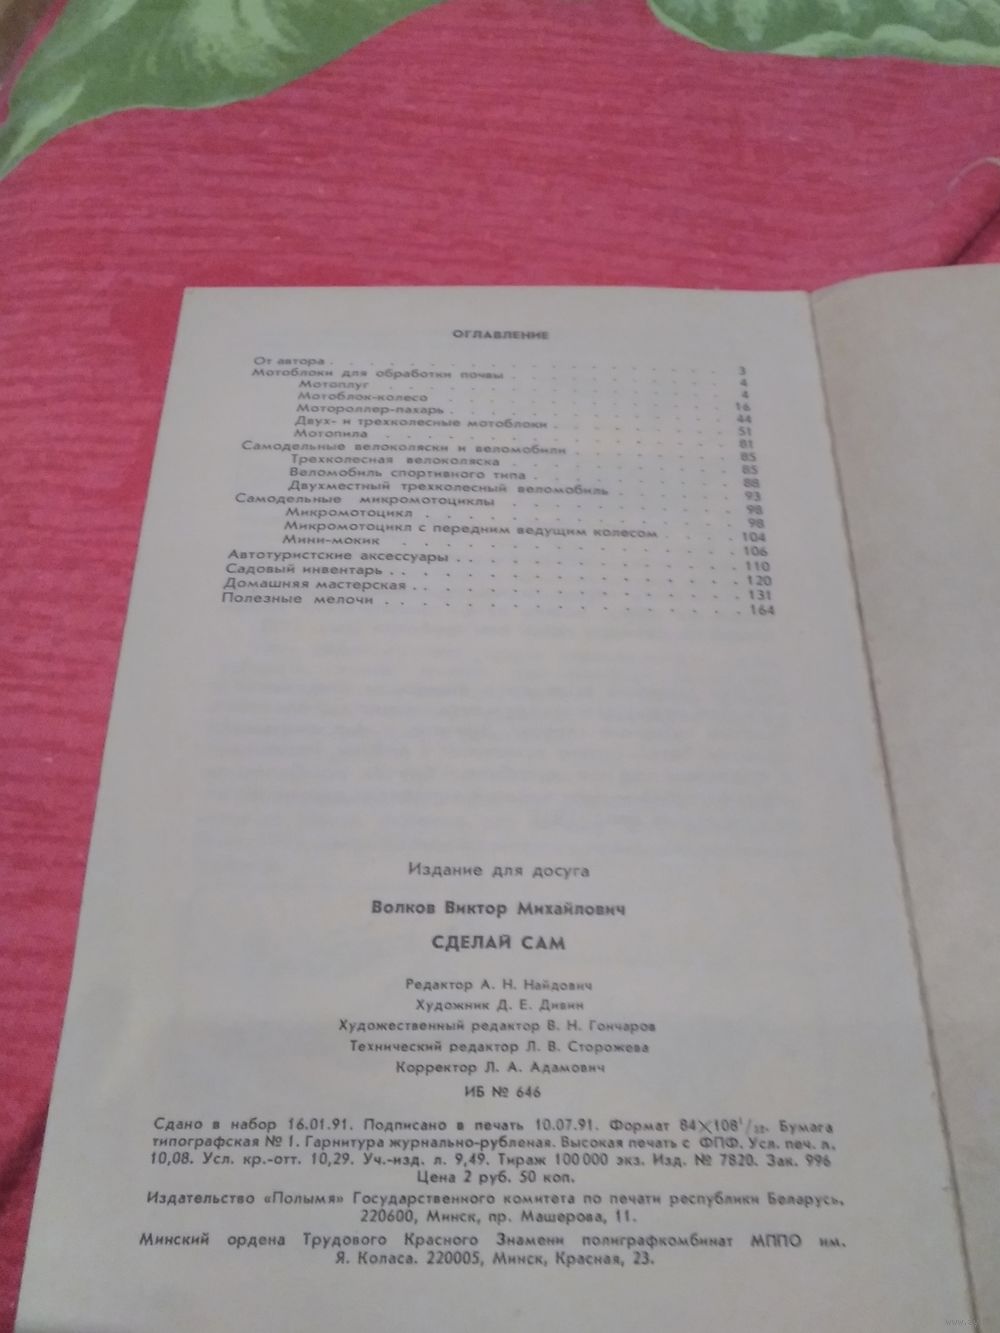 ОГЛАВЛЕНИЕ
От автора . . . . . . . . . . . . . 3
Мотоблоки для обработки почвы . . . . . . . . 4
Мотоплуг . . . . . . . . . . . . 4
Мотоблок-колесо . . . . . . . . . . 16
Мотороллер-пахарь . . . . . . . . . . 44
Двух- и трехколесные мотоблоки . . . . . . . 51
Мотопила . . . . . . . . . . . . 81
Самодельные велоколяски и веломобили . . . . . . 85
Трехколесная велоколяска . . . . . . . . 85
Веломобиль спортивного типа . . . . . . . 88
Двухместный трехколесный веломобиль . . . . . 93
Самодельные микромотоциклы . . . . . . . . 98
Микромотоцикл . . . . . . . . . . . 98
Микромотоцикл с передним ведущим колесом . . . . 104
Мини-мокик . . . . . . . . . . . . 106
Автотуристские аксессуары . . . . . . . . . . 110
Садовый инвентарь . . . . . . . . . . . . 120
Домашняя мастерская . . . . . . . . . . . 131
Полезные мелочи . . . . . . . . . . . . 164
Издание для досуга
Волков Виктор Михайлович
СДЕЛАЙ САМ
Редактор А. Н. Найдович
Художник Д. Е. Дивин
Художественный редактор В. Н. Гончаров
Технический редактор Л. В. Сторожева
Корректор Л. А. Адамович
ИБ № 646
Сдано в набор 16.01.91. Подписано в печать 10.07.91. Формат 84×108¹/₃₂. Бумага
типографская № 1. Гарнитура журнально-рубленая. Высокая печать с ФПФ. Усл. печ. л.
10,08. Усл. кр.-отт. 10,29. Уч.-изд. л. 9,49. Тираж 100 000 экз. Изд. № 7820. Зак. 996
Цена 2 руб. 50 коп.
Издательство «Полымя» Государственного комитета по печати республики Беларусь.
220600, Минск, пр. Машерова, 11.
Минский ордена Трудового Красного Знамени полиграфкомбинат МППО им.
Я. Коласа. 220005, Минск, Красная, 23.